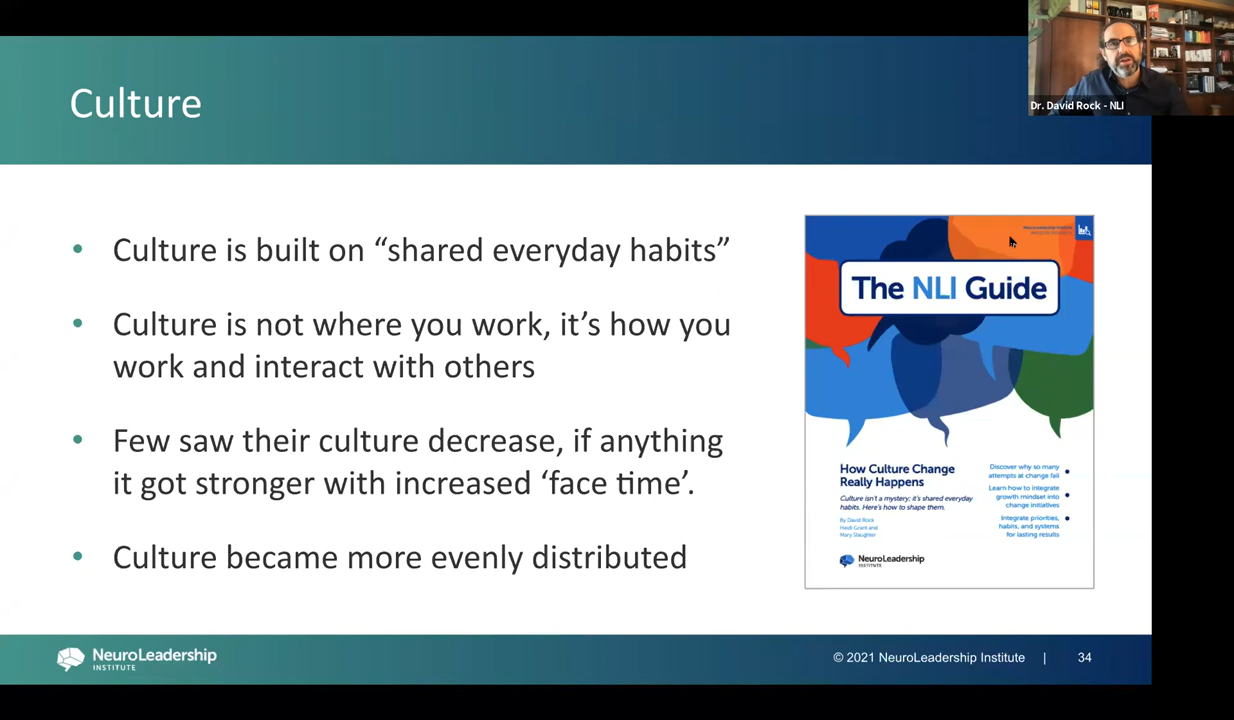 Dr. David Rock - NLI
Culture
• Culture is built on “shared everyday habits”
• Culture is not where you work, it’s how you
work and interact with others
• Few saw their culture decrease, if anything
it got stronger with increased ‘face time’.
• Culture became more evenly distributed
The NLI Guide
How Culture Change
Really Happens
Culture isn’t a mystery; it’s shared everyday
habits. Here’s how to shape them.
By David Rock
Heidi Grant and
Mary Slaughter
Discover why so many
attempts at change fail
Learn how to integrate
growth mindset into
change initiatives
Integrate priorities,
habits, and systems
for lasting results
NeuroLeadership
INSTITUTE
NeuroLeadership
INSTITUTE
© 2021 NeuroLeadership Institute | 34